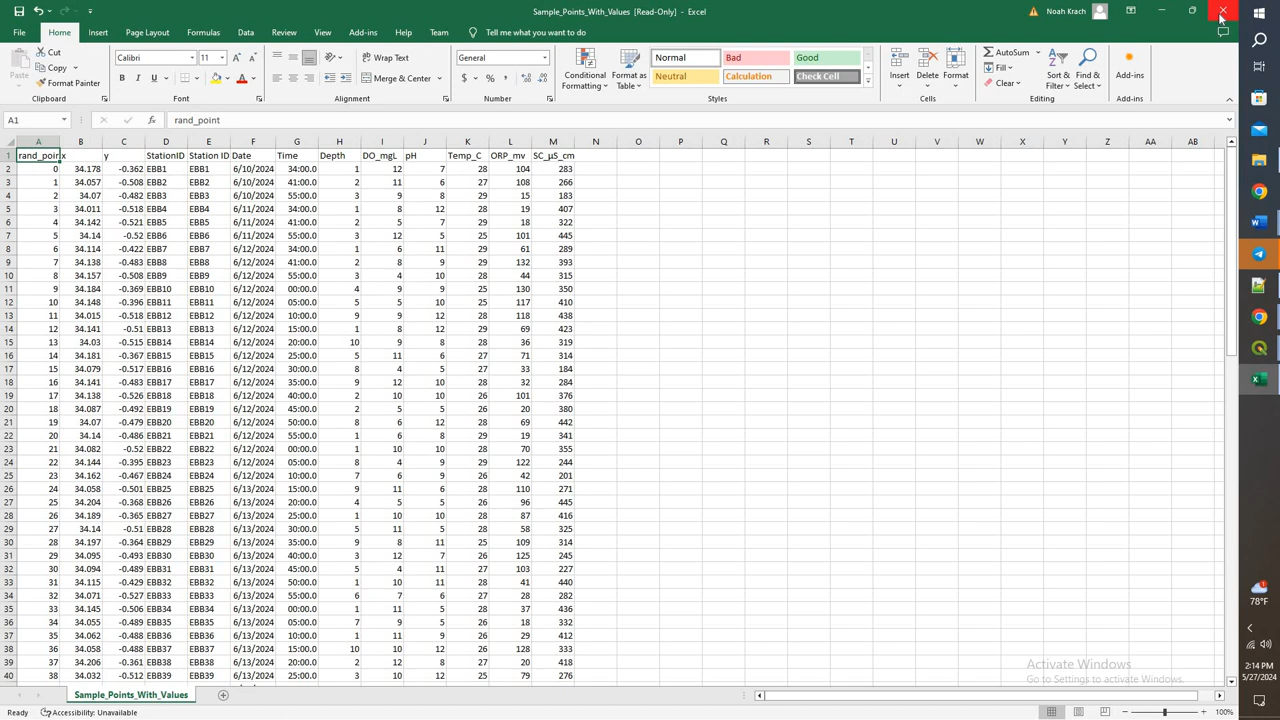 Sample_Points_With_Values [Read-Only] - Excel
Noah Krach
File Home Insert Page Layout Formulas Data Review View Add-ins Help Team Tell me what you want to do
Paste Cut Copy Format Painter Clipboard
Calibri 11 B I U Font
Wrap Text Merge & Center Alignment
General $ % Number
Conditional Formatting Format as Table Normal Bad Good Neutral Calculation Check Cell Styles
Insert Delete Format Cells
AutoSum Fill Clear Sort & Filter Find & Select Editing
Add-ins Add-ins
A1 rand_point
A B C D E F G H I J K L M N O P Q R S T U V W X Y Z AA AB
1 rand_poin x y StationID Station ID Date Time Depth DO_mgL pH Temp_C ORP_mv SC_µS_cm
2 0 34.178 -0.362 EBB1 EBB1 6/10/2024 34:00.0 1 12 7 28 104 283
3 1 34.057 -0.508 EBB2 EBB2 6/10/2024 41:00.0 2 11 6 27 108 266
4 2 34.07 -0.482 EBB3 EBB3 6/10/2024 55:00.0 3 9 8 29 15 183
5 3 34.011 -0.518 EBB4 EBB4 6/11/2024 34:00.0 1 8 12 28 19 407
6 4 34.142 -0.521 EBB5 EBB5 6/11/2024 41:00.0 2 5 7 29 18 322
7 5 34.14 -0.52 EBB6 EBB6 6/11/2024 55:00.0 3 12 5 25 101 445
8 6 34.114 -0.422 EBB7 EBB7 6/12/2024 34:00.0 1 6 11 29 61 289
9 7 34.138 -0.483 EBB8 EBB8 6/12/2024 41:00.0 2 8 9 29 132 393
10 8 34.157 -0.508 EBB9 EBB9 6/12/2024 55:00.0 3 4 10 28 44 315
11 9 34.184 -0.369 EBB10 EBB10 6/12/2024 00:00.0 4 9 9 25 130 350
12 10 34.148 -0.396 EBB11 EBB11 6/12/2024 05:00.0 5 5 10 29 117 410
13 11 34.015 -0.518 EBB12 EBB12 6/12/2024 10:00.0 9 9 12 28 118 438
14 12 34.141 -0.51 EBB13 EBB13 6/12/2024 15:00.0 1 8 12 29 69 423
15 13 34.03 -0.515 EBB14 EBB14 6/12/2024 20:00.0 10 9 8 27 36 319
16 14 34.181 -0.367 EBB15 EBB15 6/12/2024 25:00.0 5 11 6 27 71 314
17 15 34.079 -0.517 EBB16 EBB16 6/12/2024 30:00.0 8 4 5 27 33 184
18 16 34.141 -0.483 EBB17 EBB17 6/12/2024 35:00.0 9 12 10 28 32 284
19 17 34.138 -0.526 EBB18 EBB18 6/12/2024 40:00.0 2 10 10 26 101 376
20 18 34.087 -0.492 EBB19 EBB19 6/12/2024 45:00.0 2 5 5 26 20 380
21 19 34.07 -0.479 EBB20 EBB20 6/12/2024 50:00.0 8 6 12 28 69 442
22 20 34.14 -0.486 EBB21 EBB21 6/12/2024 55:00.0 1 6 8 29 19 341
23 21 34.082 -0.52 EBB22 EBB22 6/12/2024 00:00.0 1 10 10 28 70 355
24 22 34.144 -0.395 EBB23 EBB23 6/12/2024 05:00.0 8 4 9 29 122 244
25 23 34.162 -0.467 EBB24 EBB24 6/12/2024 10:00.0 7 6 9 26 42 201
26 24 34.058 -0.501 EBB25 EBB25 6/13/2024 15:00.0 9 11 6 28 110 271
27 25 34.204 -0.368 EBB26 EBB26 6/13/2024 20:00.0 4 5 5 26 96 445
28 26 34.189 -0.365 EBB27 EBB27 6/13/2024 25:00.0 1 10 10 28 87 416
29 27 34.14 -0.51 EBB28 EBB28 6/13/2024 30:00.0 5 11 5 28 58 325
30 28 34.197 -0.364 EBB29 EBB29 6/13/2024 35:00.0 9 8 11 25 109 314
31 29 34.095 -0.493 EBB30 EBB30 6/13/2024 40:00.0 3 12 7 26 125 245
32 30 34.094 -0.489 EBB31 EBB31 6/13/2024 45:00.0 5 4 11 26 103 227
33 31 34.115 -0.429 EBB32 EBB32 6/13/2024 50:00.0 1 10 11 28 41 440
34 32 34.071 -0.527 EBB33 EBB33 6/13/2024 55:00.0 6 7 6 27 28 282
35 33 34.145 -0.506 EBB34 EBB34 6/13/2024 00:00.0 1 11 5 28 37 436
36 34 34.055 -0.489 EBB35 EBB35 6/13/2024 05:00.0 7 9 5 26 18 332
37 35 34.062 -0.488 EBB36 EBB36 6/13/2024 10:00.0 1 11 9 26 29 412
38 36 34.058 -0.488 EBB37 EBB37 6/13/2024 15:00.0 10 10 12 26 128 333
39 37 34.206 -0.361 EBB38 EBB38 6/13/2024 20:00.0 2 12 8 27 20 418
40 38 34.032 -0.512 EBB39 EBB39 6/13/2024 25:00.0 3 10 12 25 79 276
Activate Windows
Go to Settings to activate Windows.
Sample_Points_With_Values
Ready Accessibility: Unavailable 100%
78°F
2:14 PM
5/27/2024